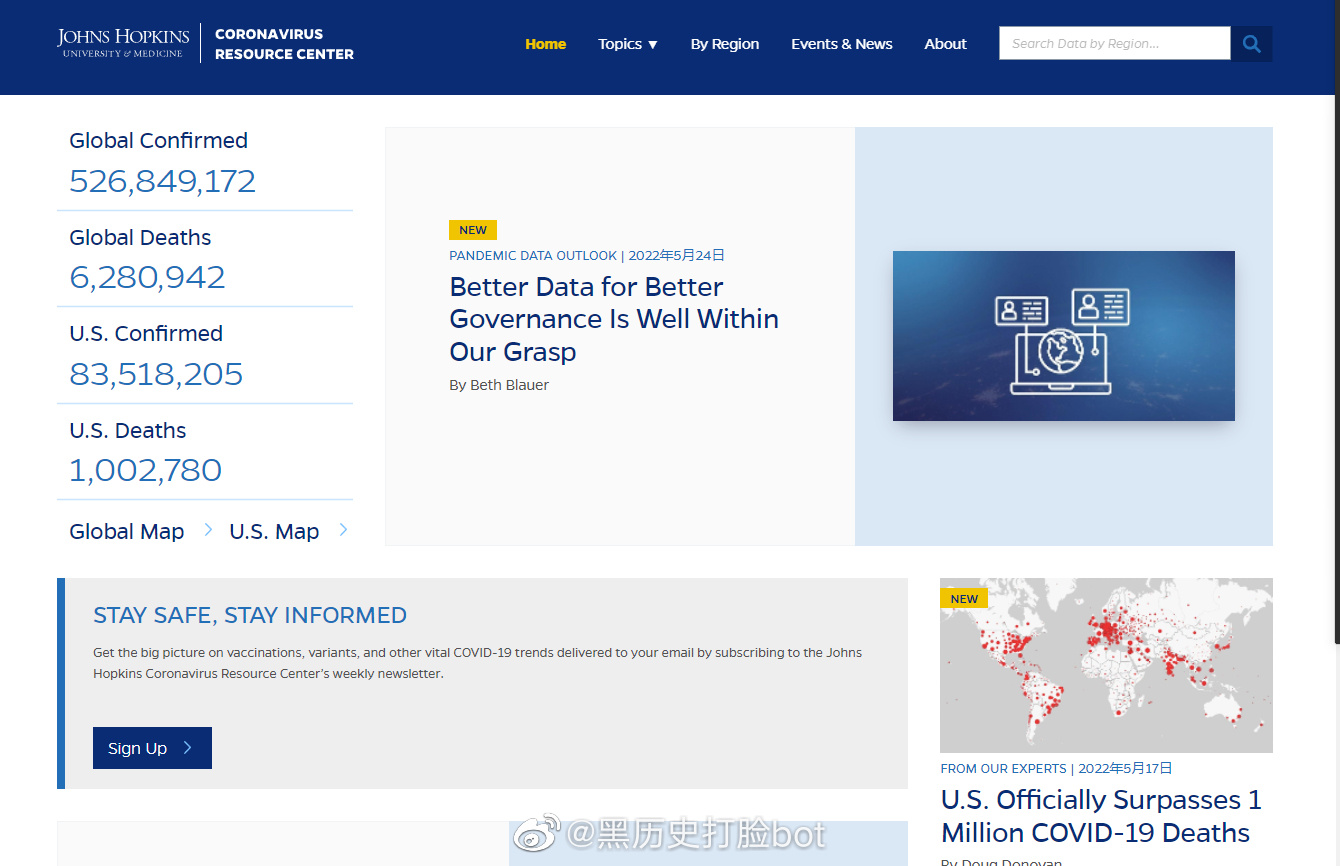 JOHNS HOPKINS
UNIVERSITY & MEDICINE
CORONAVIRUS
RESOURCE CENTER
Home
Topics ▼
By Region
Events & News
About
Search Data by Region...
Global Confirmed
526,849,172
Global Deaths
6,280,942
U.S. Confirmed
83,518,205
U.S. Deaths
1,002,780
Global Map
U.S. Map
NEW
PANDEMIC DATA OUTLOOK | 2022年5月24日
Better Data for Better
Governance Is Well Within
Our Grasp
By Beth Blauer
STAY SAFE, STAY INFORMED
Get the big picture on vaccinations, variants, and other vital COVID-19 trends delivered to your email by subscribing to the Johns
Hopkins Coronavirus Resource Center's weekly newsletter.
Sign Up
NEW
FROM OUR EXPERTS | 2022年5月17日
U.S. Officially Surpasses 1
Million COVID-19 Deaths
By Doug Donovan
@黑历史打脸bot